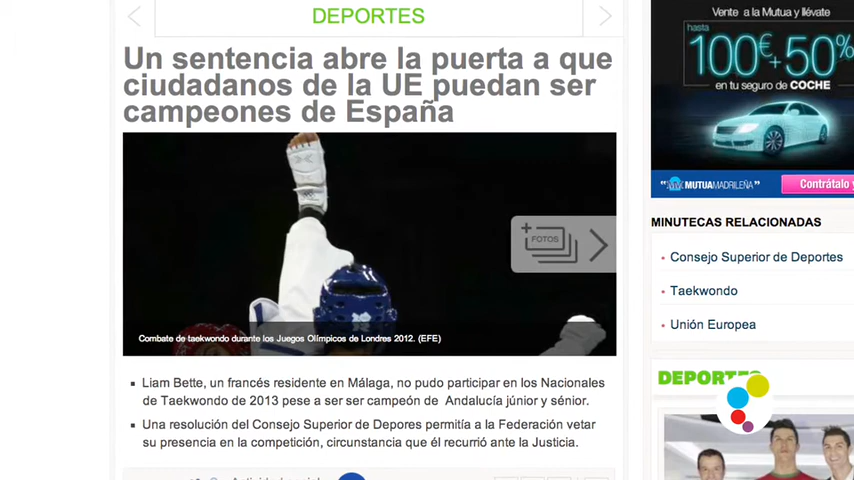 DEPORTES
Un sentencia abre la puerta a que
ciudadanos de la UE puedan ser
campeones de España
FOTOS
Combate de taekwondo durante los Juegos Olímpicos de Londres 2012. (EFE)
Liam Bette, un francés residente en Málaga, no pudo participar en los Nacionales
de Taekwondo de 2013 pese a ser ser campeón de Andalucía júnior y sénior.
Una resolución del Consejo Superior de Depores permitía a la Federación vetar
su presencia en la competición, circunstancia que él recurrió ante la Justicia.
Vente a la Mutua y llévate
hasta
100€+50%
en tu seguro de COCHE
MUTUAMADRILEÑA
Contrátalo y
MINUTECAS RELACIONADAS
Consejo Superior de Deportes
Taekwondo
Unión Europea
DEPORTES